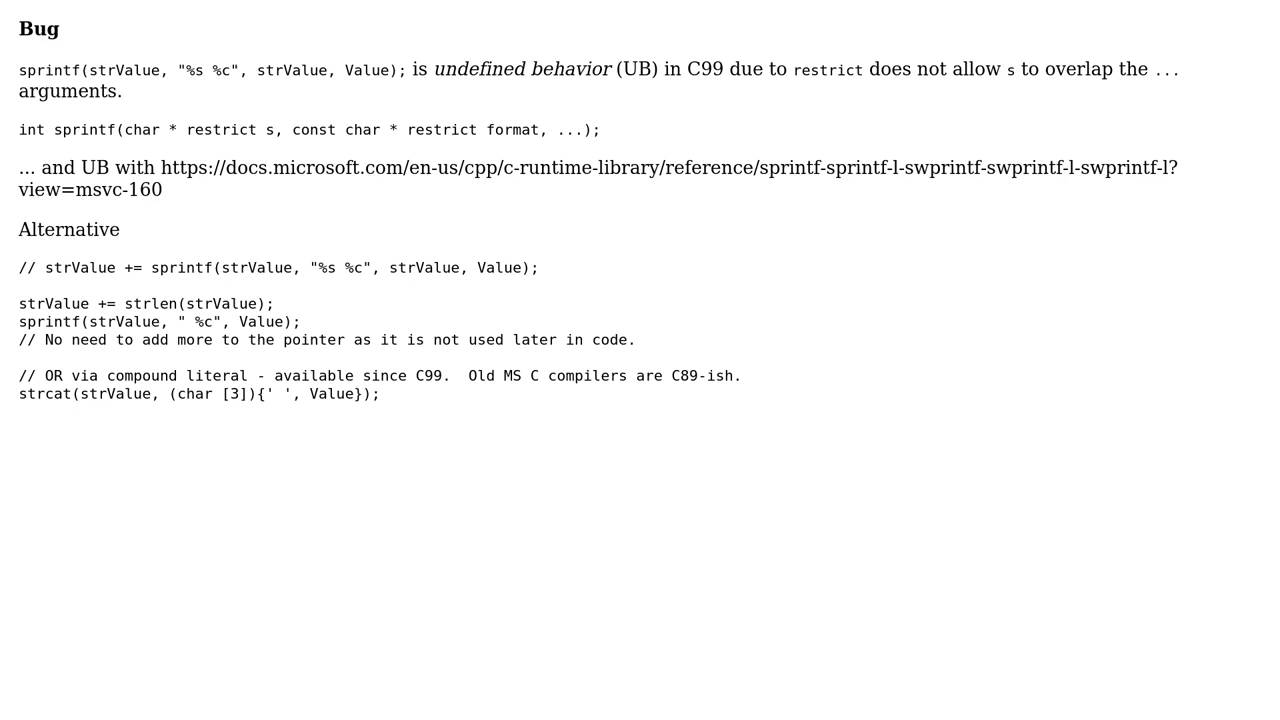 Bug
sprintf(strValue, "%s %c", strValue, Value); is undefined behavior (UB) in C99 due to restrict does not allow s to overlap the ...
arguments.
int sprintf(char * restrict s, const char * restrict format, ...);
... and UB with https://docs.microsoft.com/en-us/cpp/c-runtime-library/reference/sprintf-sprintf-l-swprintf-swprintf-l-swprintf-l?
view=msvc-160
Alternative
// strValue += sprintf(strValue, "%s %c", strValue, Value);
strValue += strlen(strValue);
sprintf(strValue, " %c", Value);
// No need to add more to the pointer as it is not used later in code.
// OR via compound literal - available since C99.  Old MS C compilers are C89-ish.
strcat(strValue, (char [3]){' ', Value});